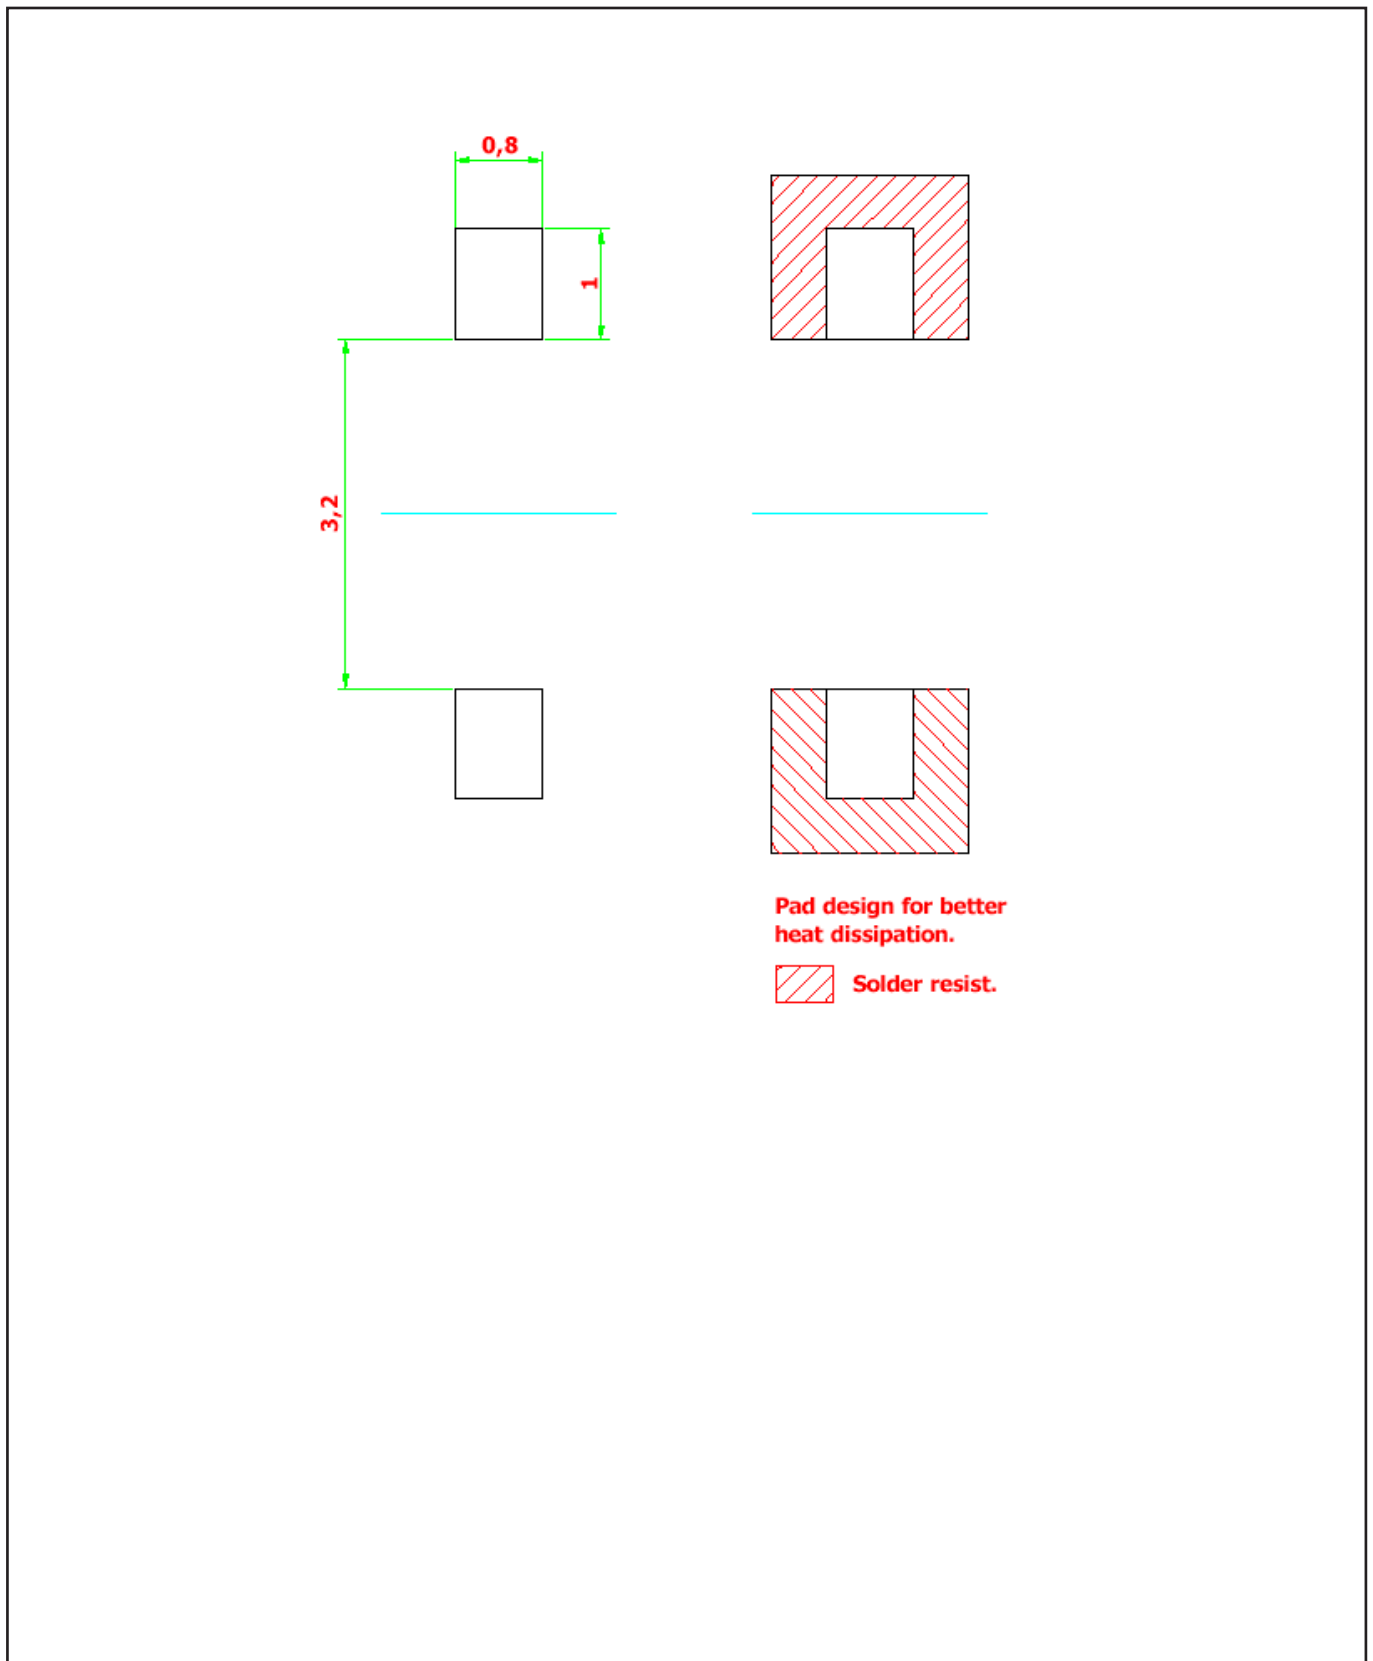 0,8
1
3,2
Pad design for better
heat dissipation.
Solder resist.